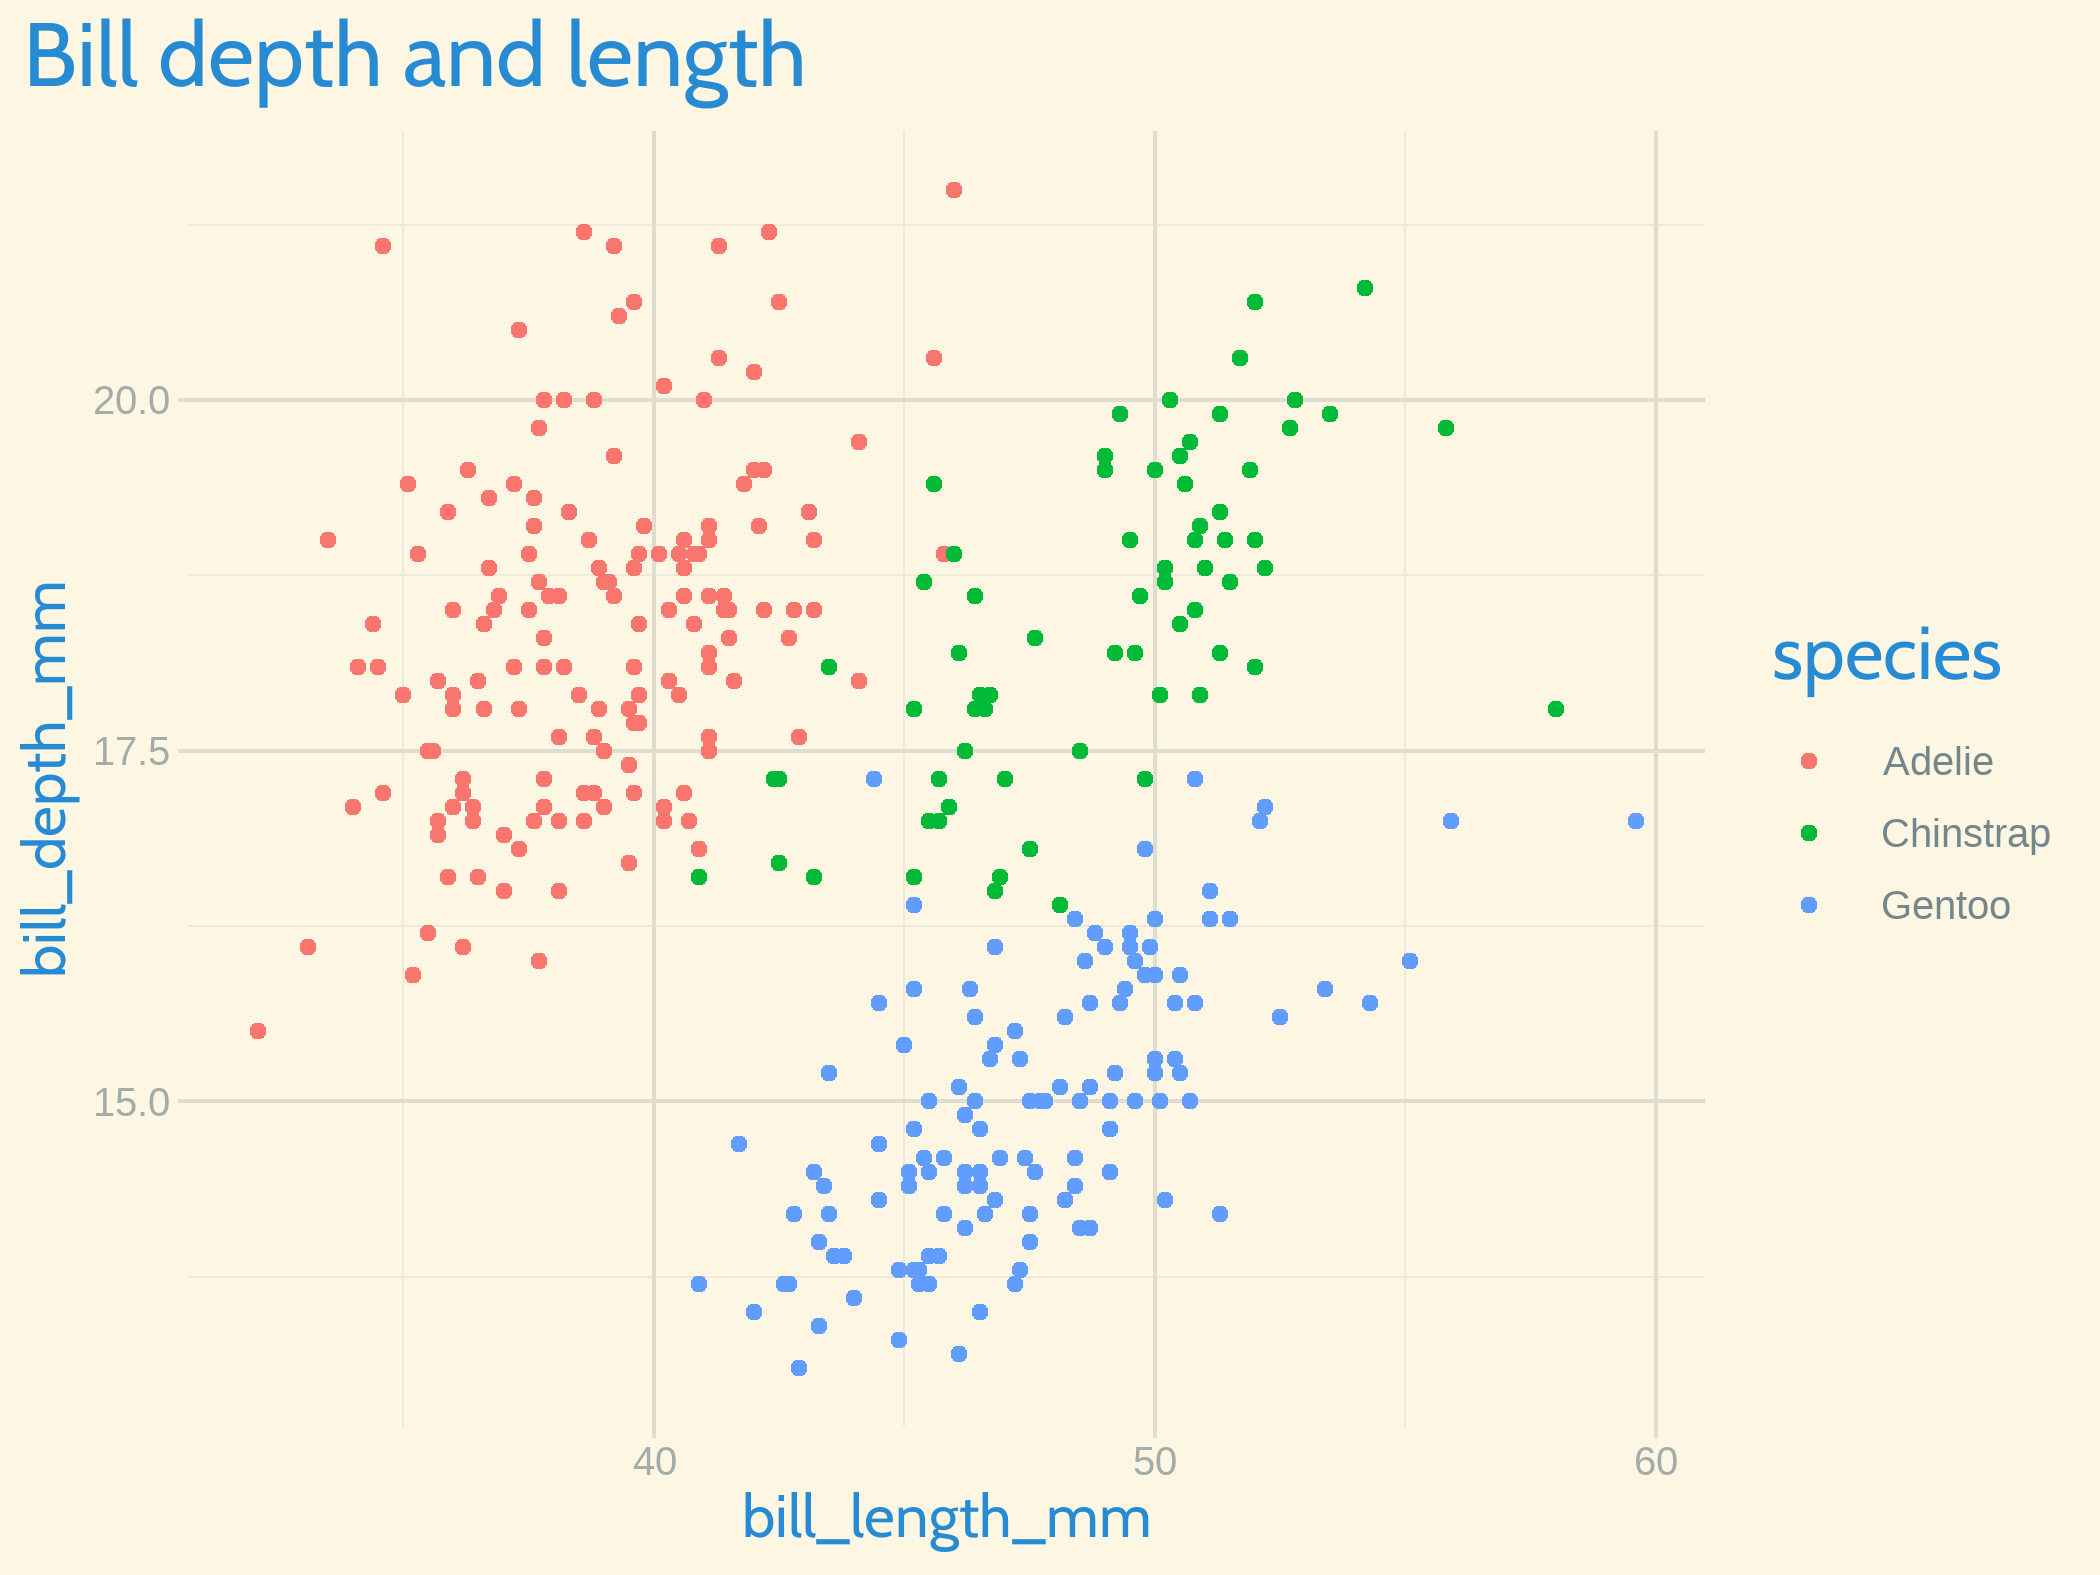 Bill depth and length
bill_depth_mm
20.0
17.5
15.0
40 50 60
bill_length_mm
species
Adelie
Chinstrap
Gentoo